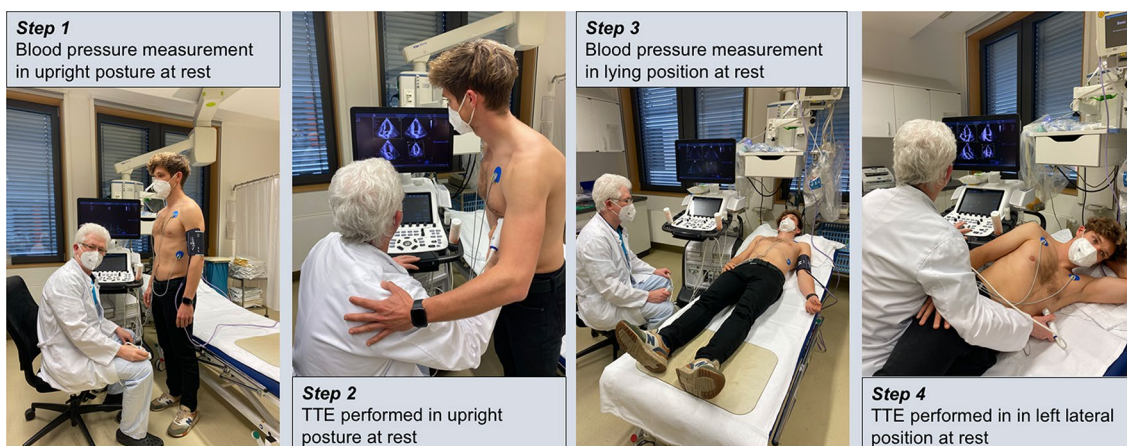 Step 1
Blood pressure measurement
in upright posture at rest
Step 2
TTE performed in upright
posture at rest
Step 3
Blood pressure measurement
in lying position at rest
Step 4
TTE performed in in left lateral
position at rest